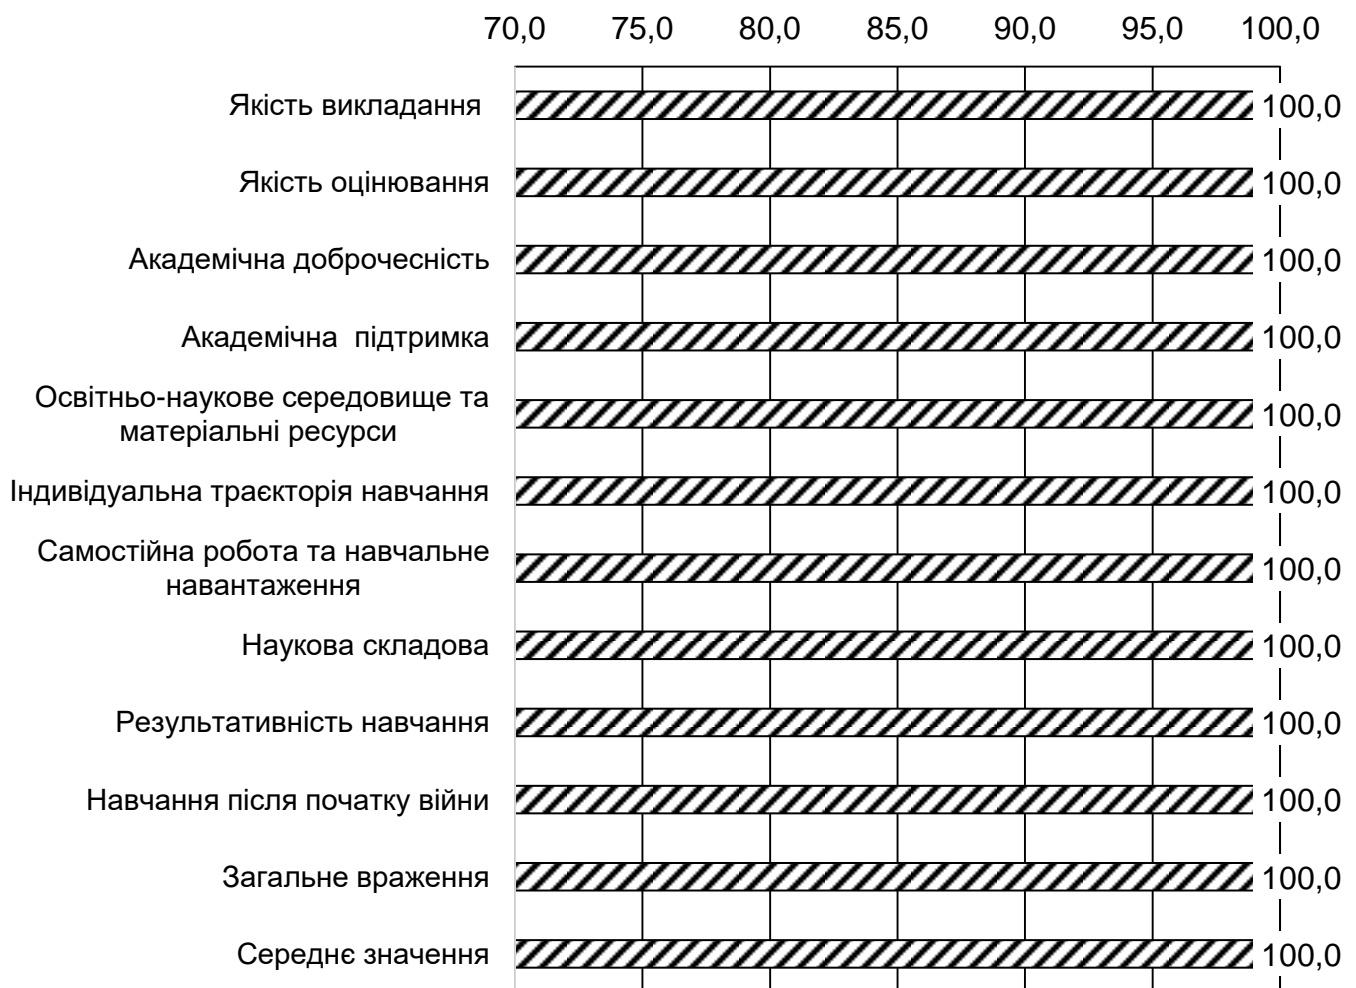 70,0 75,0 80,0 85,0 90,0 95,0 100,0
Якість викладання 100,0
Якість оцінювання 100,0
Академічна доброчесність 100,0
Академічна  підтримка 100,0
Освітньо-наукове середовище та
матеріальні ресурси 100,0
Індивідуальна траєкторія навчання 100,0
Самостійна робота та навчальне
навантаження 100,0
Наукова складова 100,0
Результативність навчання 100,0
Навчання після початку війни 100,0
Загальне враження 100,0
Середнє значення 100,0